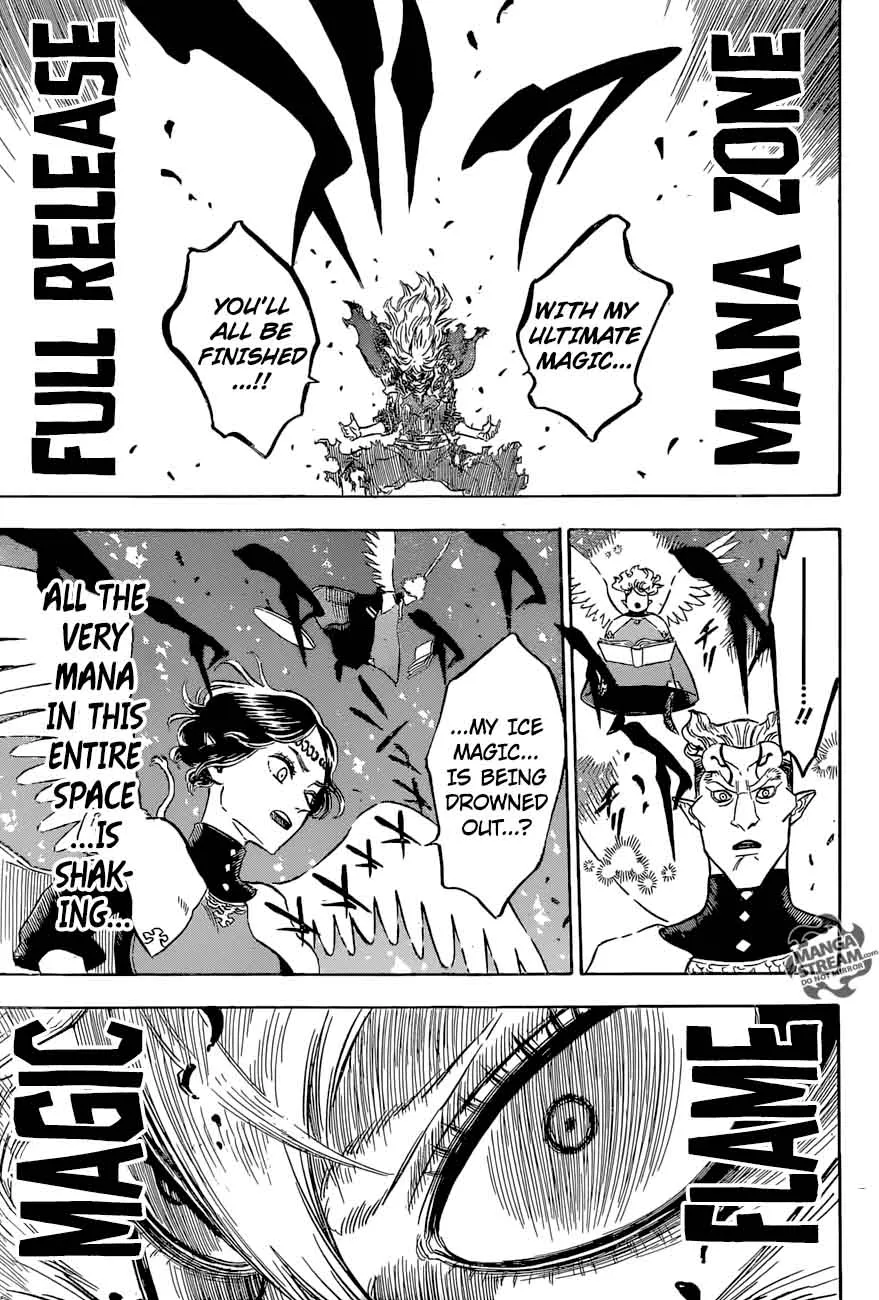 MANA ZONE
FULL RELEASE
WITH MY
ULTIMATE
MAGIC...
YOU'LL
ALL BE
FINISHED
...!!
...!!
...MY ICE
MAGIC...
IS BEING
DROWNED
OUT...?
ALL THE
VERY
MANA
IN THIS
ENTIRE
SPACE
...IS
SHAK-
ING...
MANGA
STREAM.com
DO NOT MIRROR!
FLAME
MAGIC